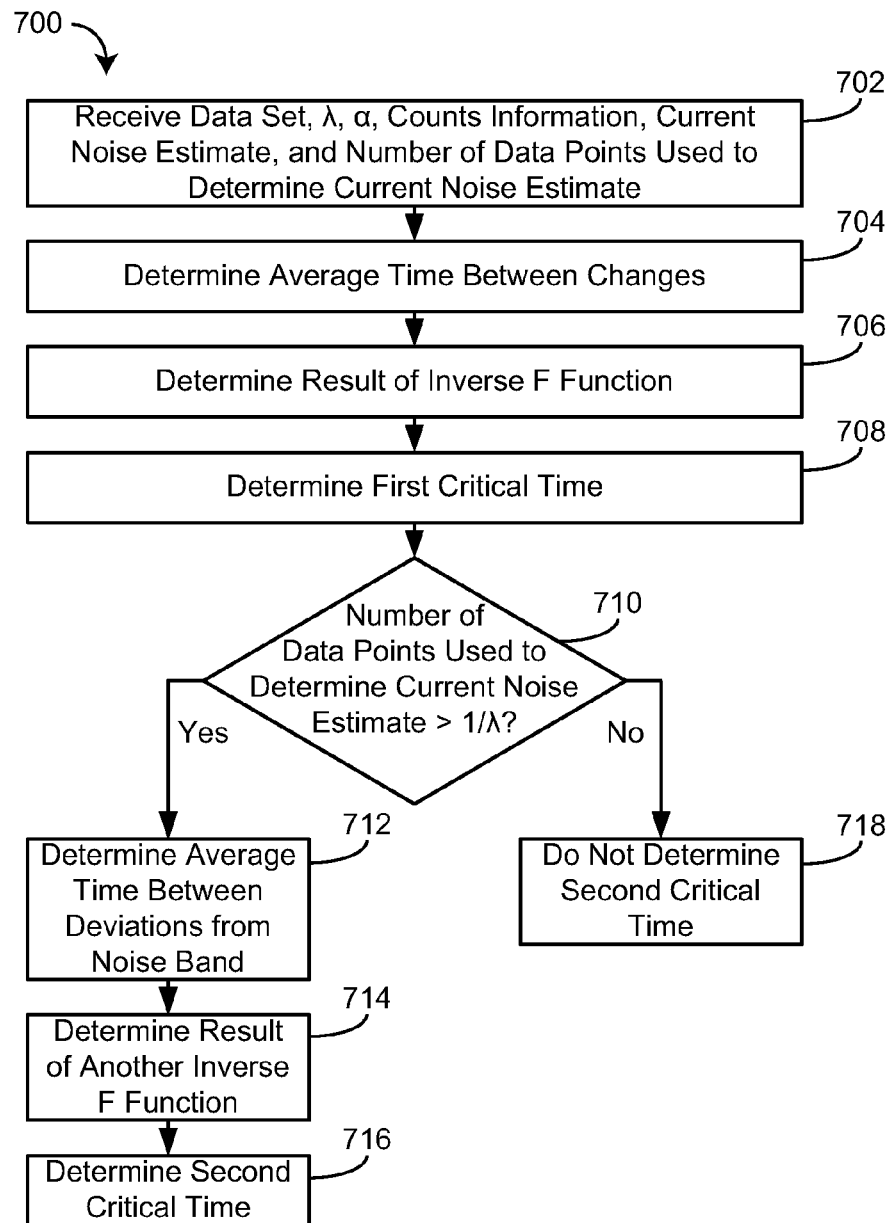 700
702
Receive Data Set, λ, α, Counts Information, Current
Noise Estimate, and Number of Data Points Used to
Determine Current Noise Estimate
704
Determine Average Time Between Changes
706
Determine Result of Inverse F Function
708
Determine First Critical Time
710
Number of
Data Points Used to
Determine Current Noise
Estimate > 1/λ?
Yes
No
712
Determine Average
Time Between
Deviations from
Noise Band
718
Do Not Determine
Second Critical
Time
714
Determine Result
of Another Inverse
F Function
716
Determine Second
Critical Time